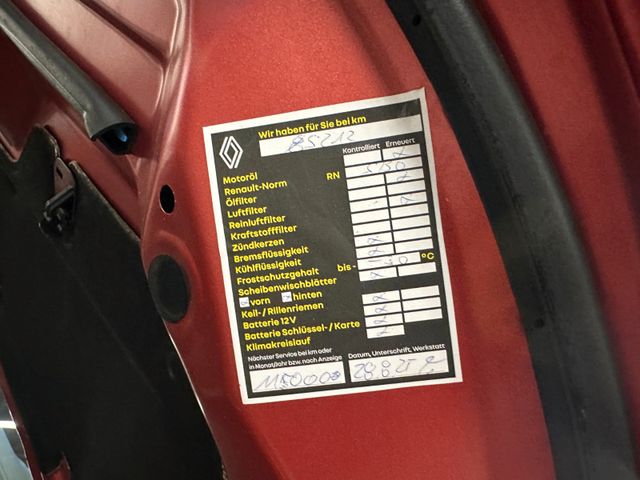 Wir haben für Sie bei km
85212
Kontrolliert Erneuert
Motoröl
Renault-Norm RN
Ölfilter
Luftfilter
Reinluftfilter
Kraftstofffilter
Zündkerzen
Bremsflüssigkeit
Kühlflüssigkeit
Frostschutzgehalt bis - °C
Scheibenwischblätter
vorn hinten
Keil- / Rillenriemen
Batterie 12V
Batterie Schlüssel- / Karte
Klimakreislauf
Nächster Service bei km oder
in Monat/Jahr bzw. nach Anzeige
Datum, Unterschrift, Werkstatt